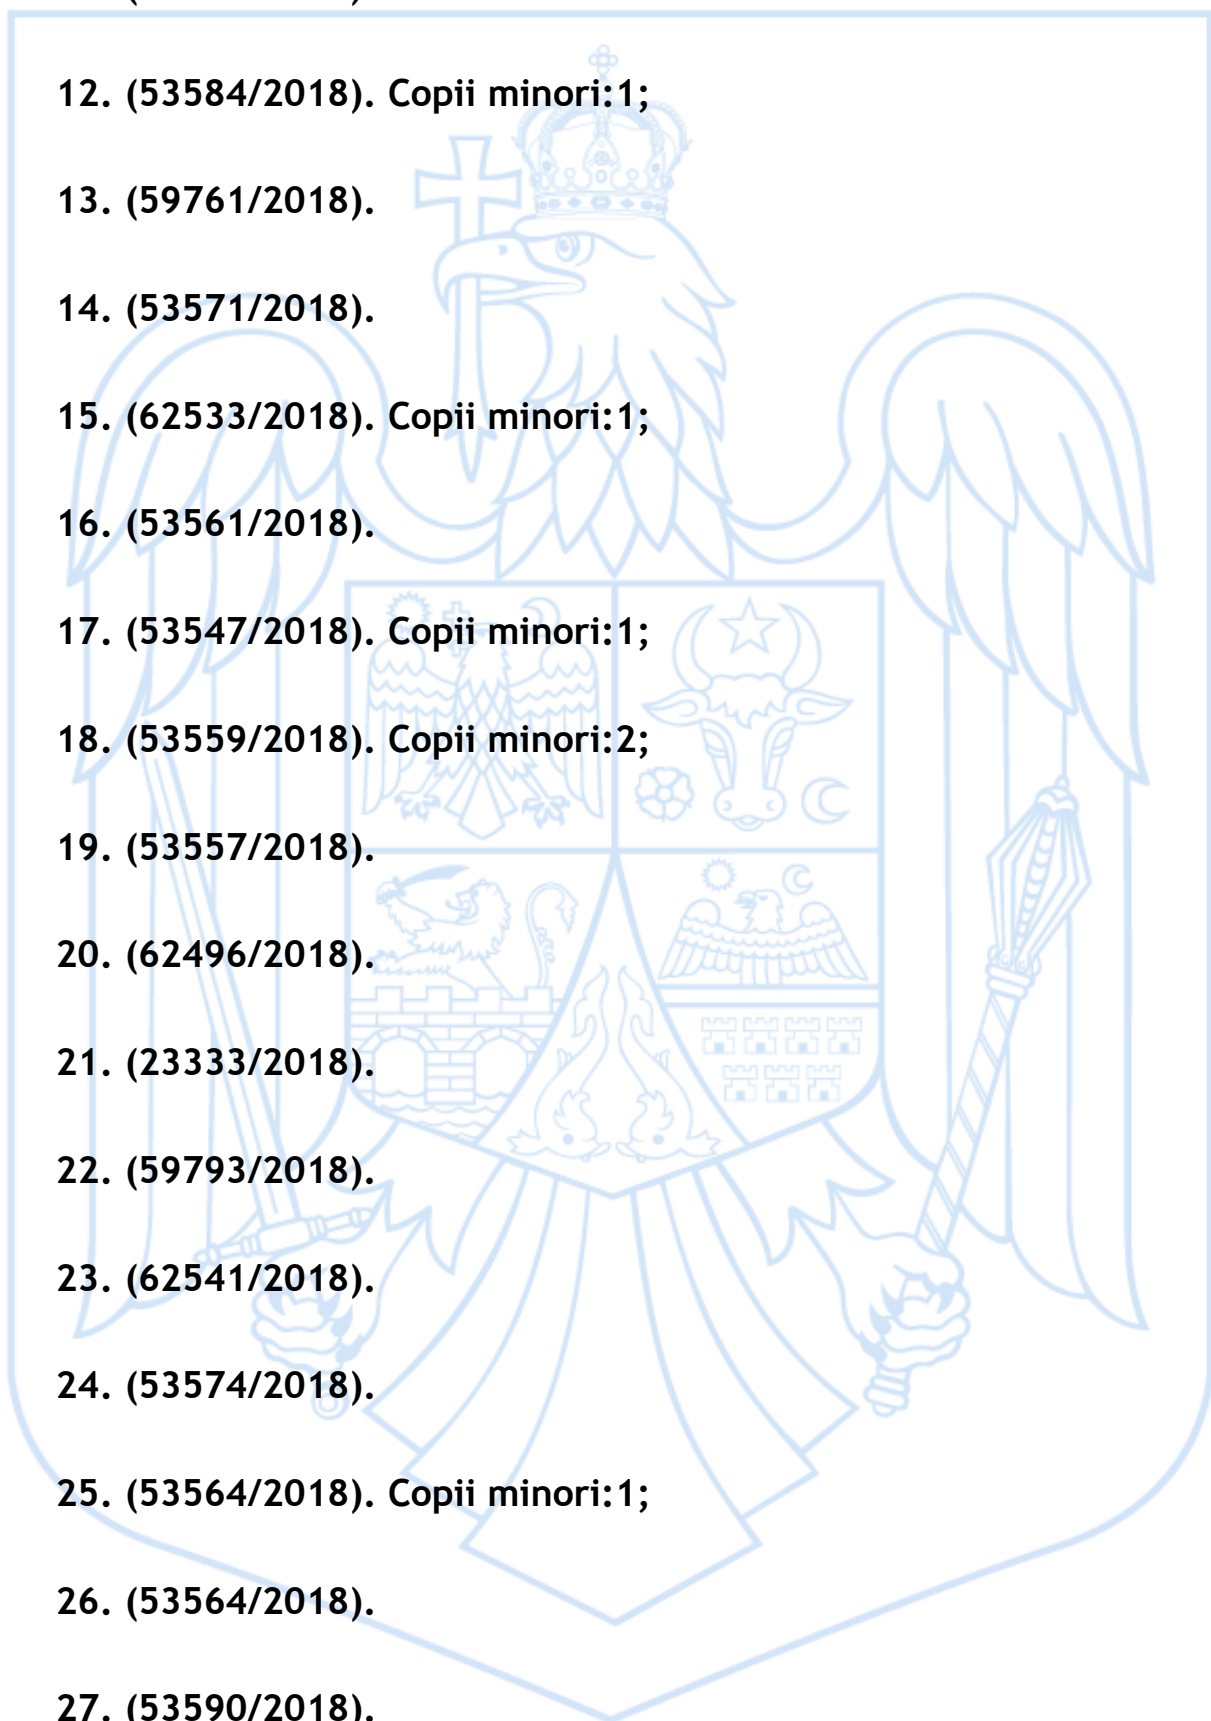 12. (53584/2018). Copii minori:1;
13. (59761/2018).
14. (53571/2018).
15. (62533/2018). Copii minori:1;
16. (53561/2018).
17. (53547/2018). Copii minori:1;
18. (53559/2018). Copii minori:2;
19. (53557/2018).
20. (62496/2018).
21. (23333/2018).
22. (59793/2018).
23. (62541/2018).
24. (53574/2018).
25. (53564/2018). Copii minori:1;
26. (53564/2018).
27. (53590/2018).